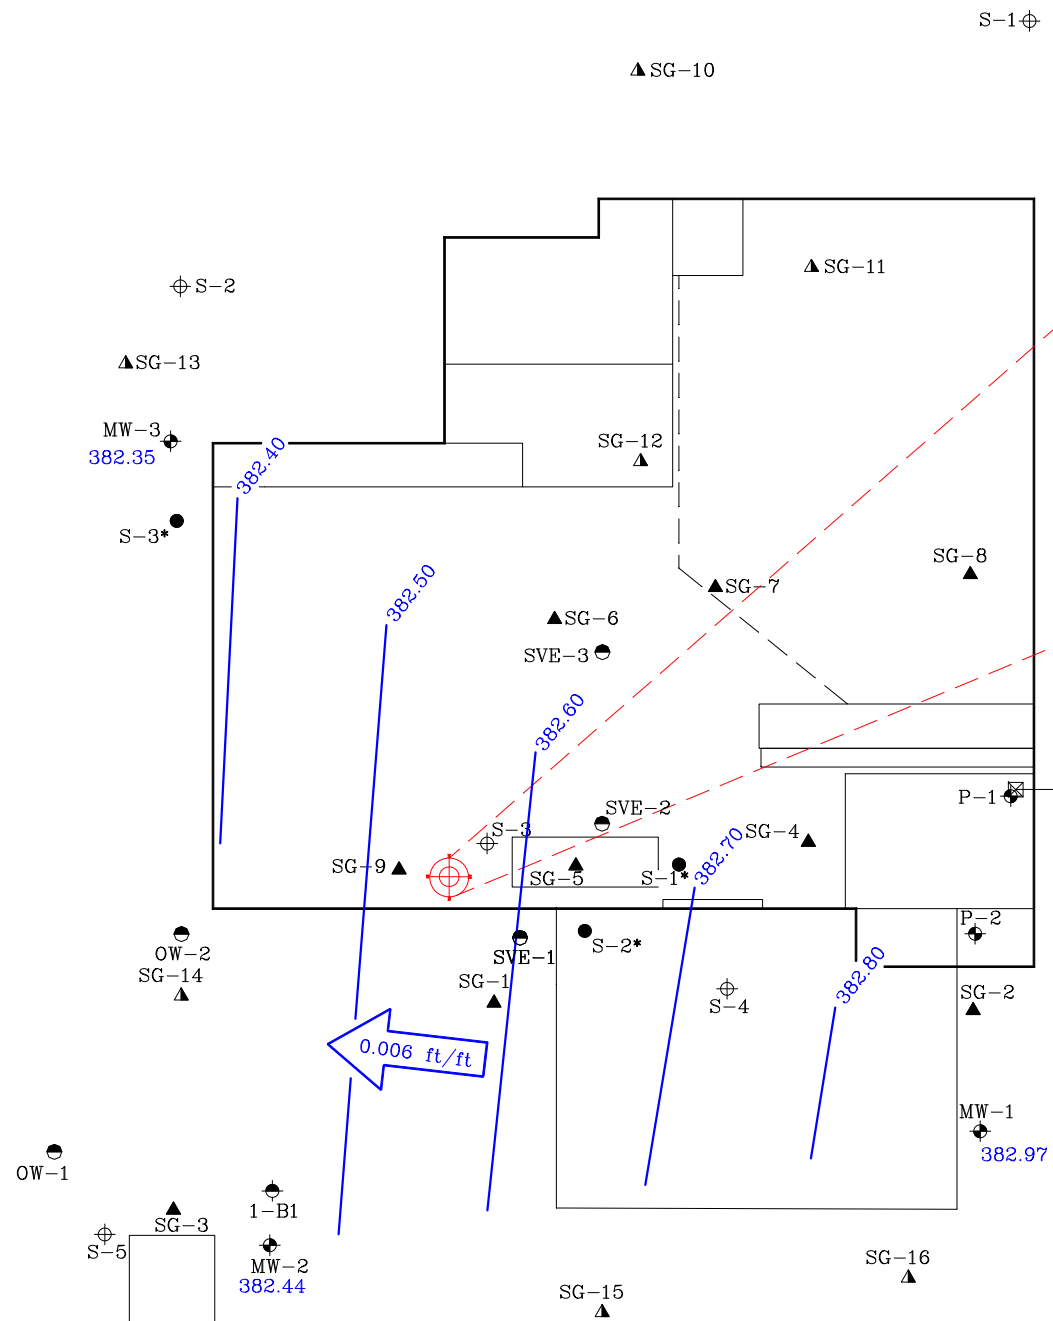 S-1
SG-10
SG-11
S-2
SG-13
MW-3
382.35
382.40
SG-12
S-3*
SG-8
382.50
SG-7
SG-6
SVE-3
382.60
P-1
SVE-2
S-3
SG-4
382.70
SG-9
SG-5
S-1*
P-2
OW-2
SVE-1
S-2*
SG-14
SG-1
S-4
382.80
SG-2
0.006 ft/ft
MW-1
382.97
OW-1
1-B1
SG-3
S-5
MW-2
382.44
SG-16
SG-15